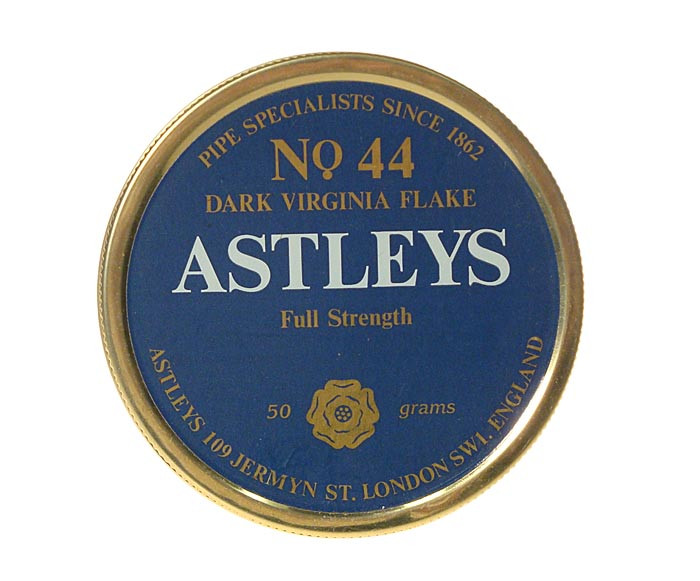 PIPE SPECIALISTS SINCE 1862
No 44
DARK VIRGINIA FLAKE
ASTLEYS
Full Strength
50 grams
ASTLEYS 109 JERMYN ST. LONDON SW1. ENGLAND